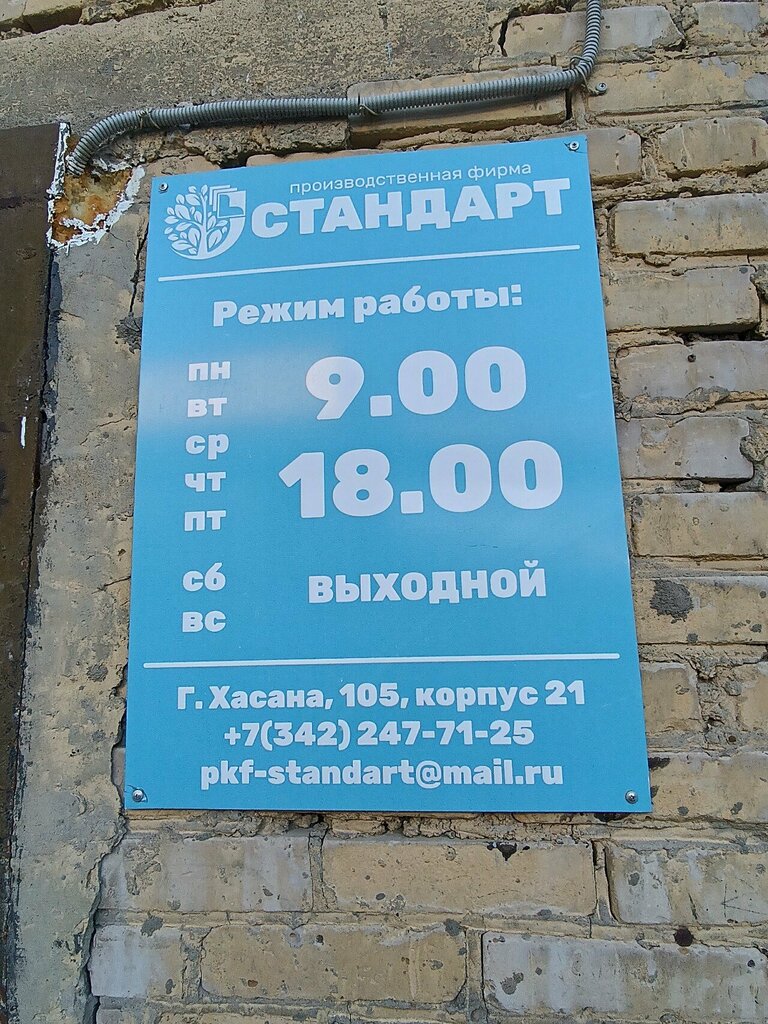 производственная фирма
СТАНДАРТ
Режим работы:
пн
вт
ср
чт
пт
9.00
18.00
сб
вс
выходной
Г. Хасана, 105, корпус 21
+7(342) 247-71-25
pkf-standart@mail.ru